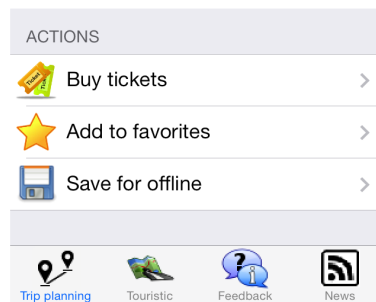 ACTIONS
Buy tickets
Add to favorites
Save for offline
Trip planning Touristic Feedback News